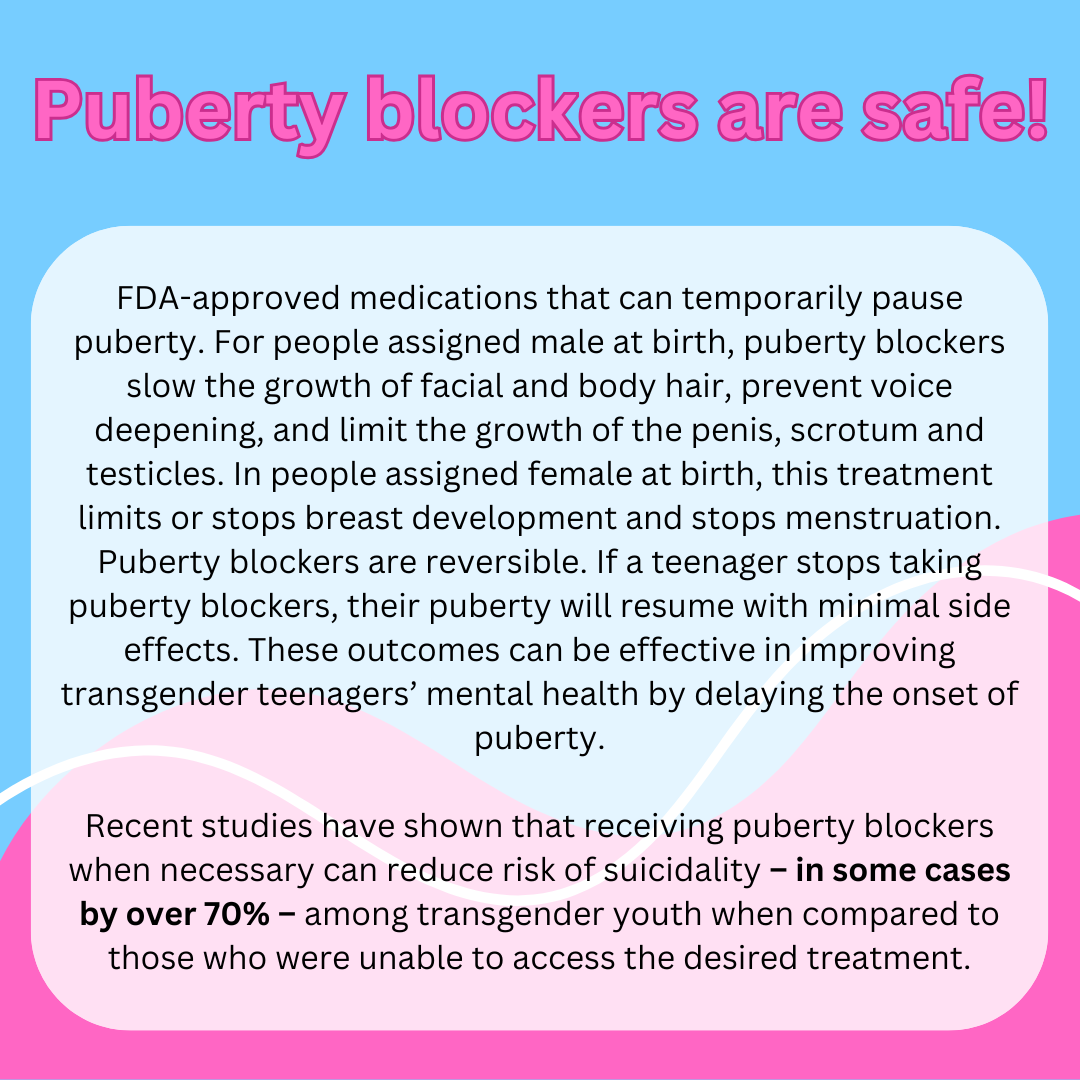 Puberty blockers are safe!
FDA-approved medications that can temporarily pause
puberty. For people assigned male at birth, puberty blockers
slow the growth of facial and body hair, prevent voice
deepening, and limit the growth of the penis, scrotum and
testicles. In people assigned female at birth, this treatment
limits or stops breast development and stops menstruation.
Puberty blockers are reversible. If a teenager stops taking
puberty blockers, their puberty will resume with minimal side
effects. These outcomes can be effective in improving
transgender teenagers’ mental health by delaying the onset of
puberty.
Recent studies have shown that receiving puberty blockers
when necessary can reduce risk of suicidality – in some cases
by over 70% – among transgender youth when compared to
those who were unable to access the desired treatment.